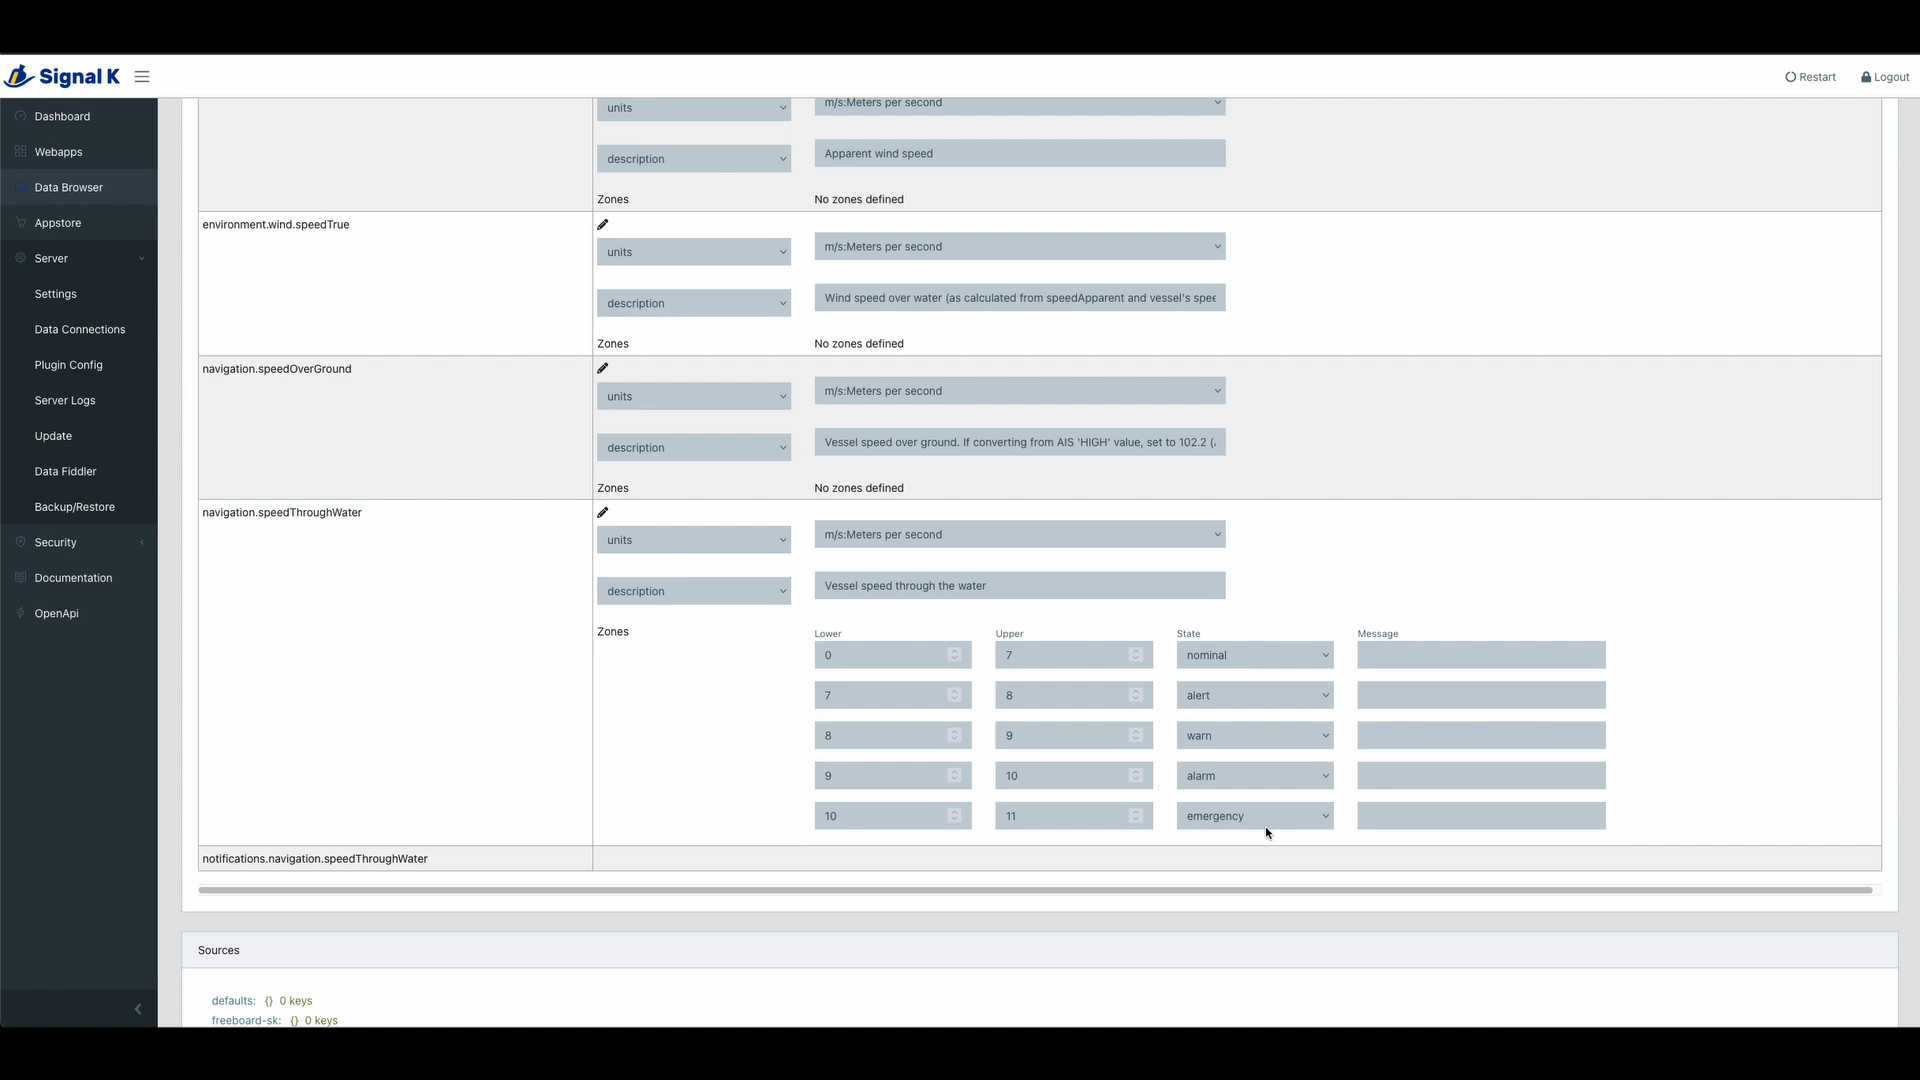 Signal K
Restart
Logout
Dashboard
Webapps
Data Browser
Appstore
Server
Settings
Data Connections
Plugin Config
Server Logs
Update
Data Fiddler
Backup/Restore
Security
Documentation
OpenApi
units
m/s:Meters per second
description
Apparent wind speed
Zones
No zones defined
environment.wind.speedTrue
units
m/s:Meters per second
description
Wind speed over water (as calculated from speedApparent and vessel's spee
Zones
No zones defined
navigation.speedOverGround
units
m/s:Meters per second
description
Vessel speed over ground. If converting from AIS 'HIGH' value, set to 102.2 (
Zones
No zones defined
navigation.speedThroughWater
units
m/s:Meters per second
description
Vessel speed through the water
Zones
Lower Upper State Message
0 7 nominal
7 8 alert
8 9 warn
9 10 alarm
10 11 emergency
notifications.navigation.speedThroughWater
Sources
defaults: {} 0 keys
freeboard-sk: {} 0 keys